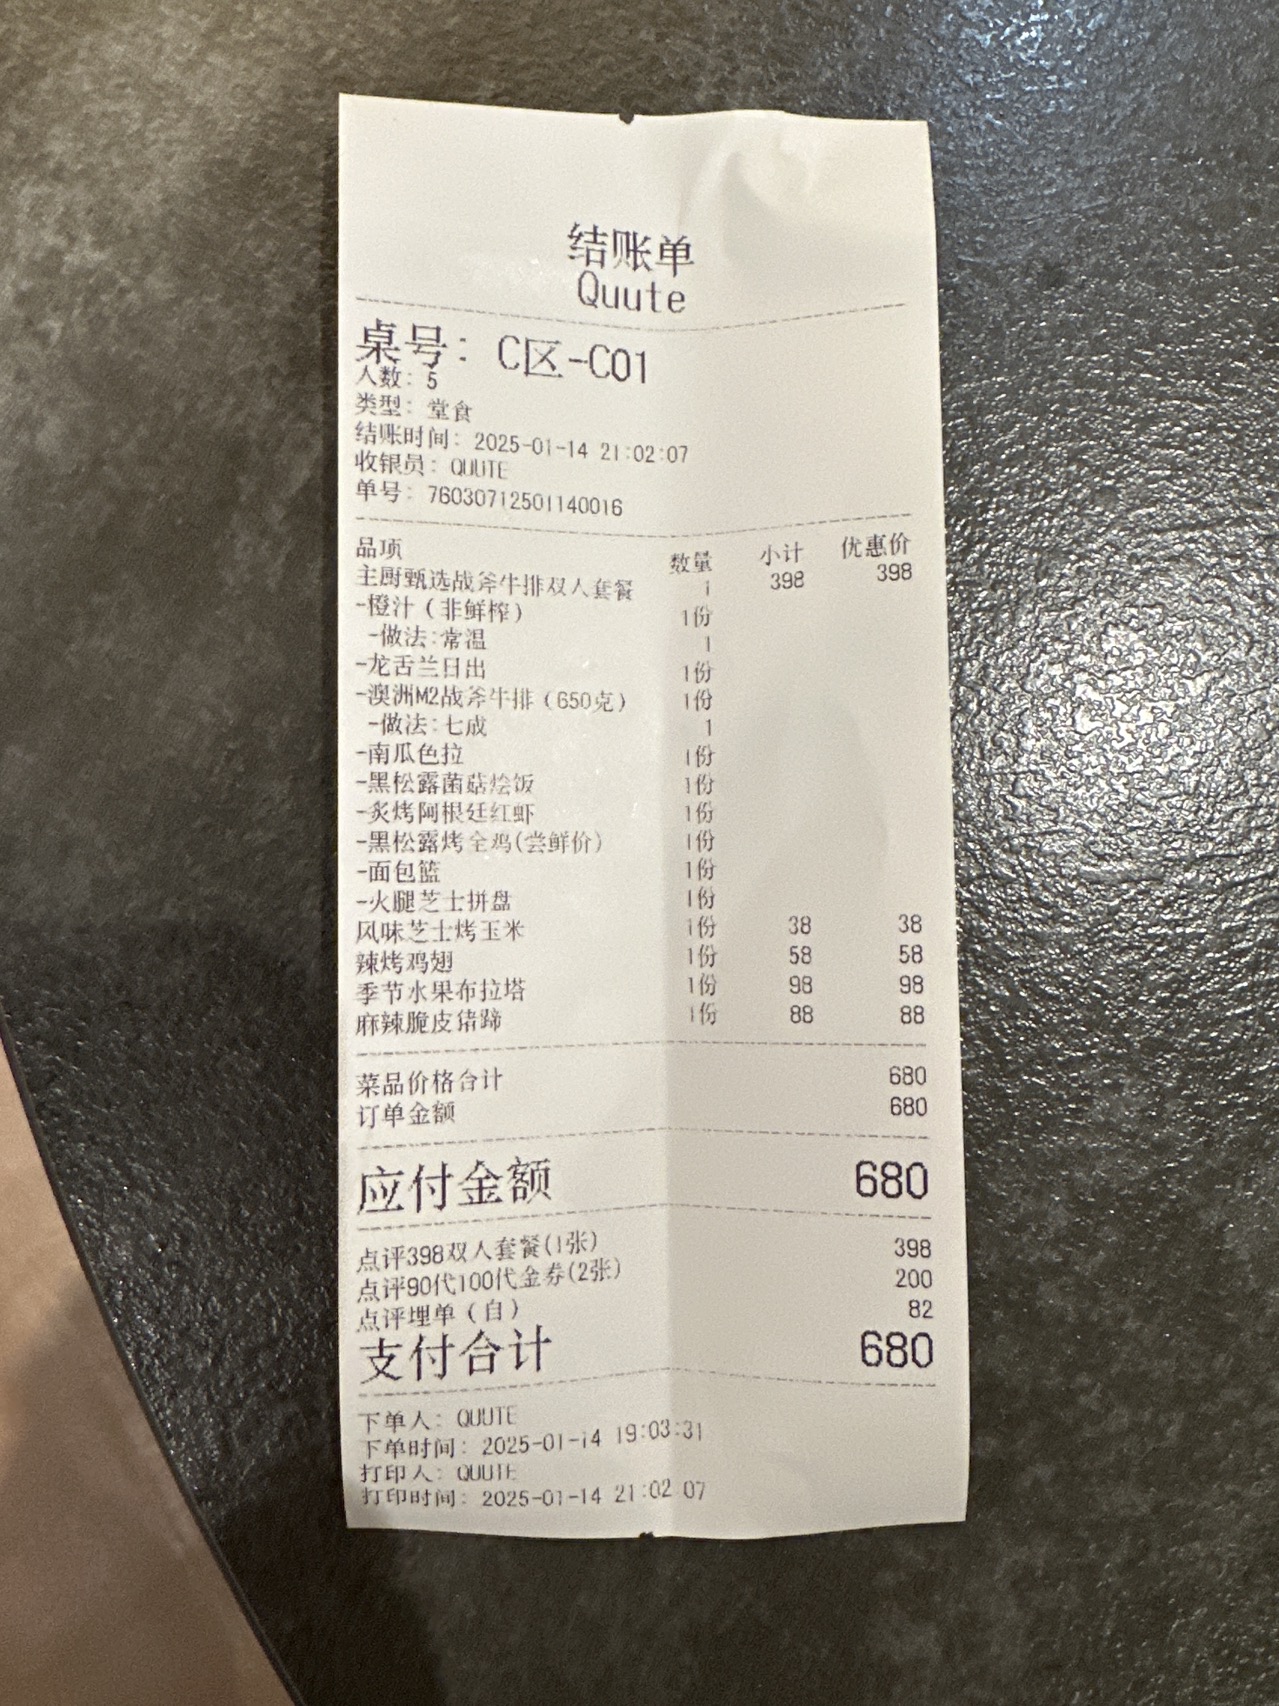 结账单
Quute
桌号：C区-C01
人数：5
类型：堂食
结账时间：2025-01-14 21:02:07
收银员：QUUTE
单号：76030712501140016
品项 数量 小计 优惠价
主厨甄选战斧牛排双人套餐 1 398 398
-橙汁（非鲜榨） 1份
-做法:常温 1
-龙舌兰日出 1份
-澳洲M2战斧牛排（650克） 1份
-做法:七成 1
-南瓜色拉 1份
-黑松露菌菇烩饭 1份
-炙烤阿根廷红虾 1份
-黑松露烤全鸡(尝鲜价) 1份
-面包篮 1份
-火腿芝士拼盘 1份
风味芝士烤玉米 1份 38 38
辣烤鸡翅 1份 58 58
季节水果布拉塔 1份 98 98
麻辣脆皮猪蹄 1份 88 88
菜品价格合计 680
订单金额 680
应付金额 680
点评398双人套餐(1张) 398
点评90代100代金券(2张) 200
点评埋单（自） 82
支付合计 680
下单人：QUUTE
下单时间：2025-01-14 19:03:31
打印人：QUUTE
打印时间：2025-01-14 21:02:07